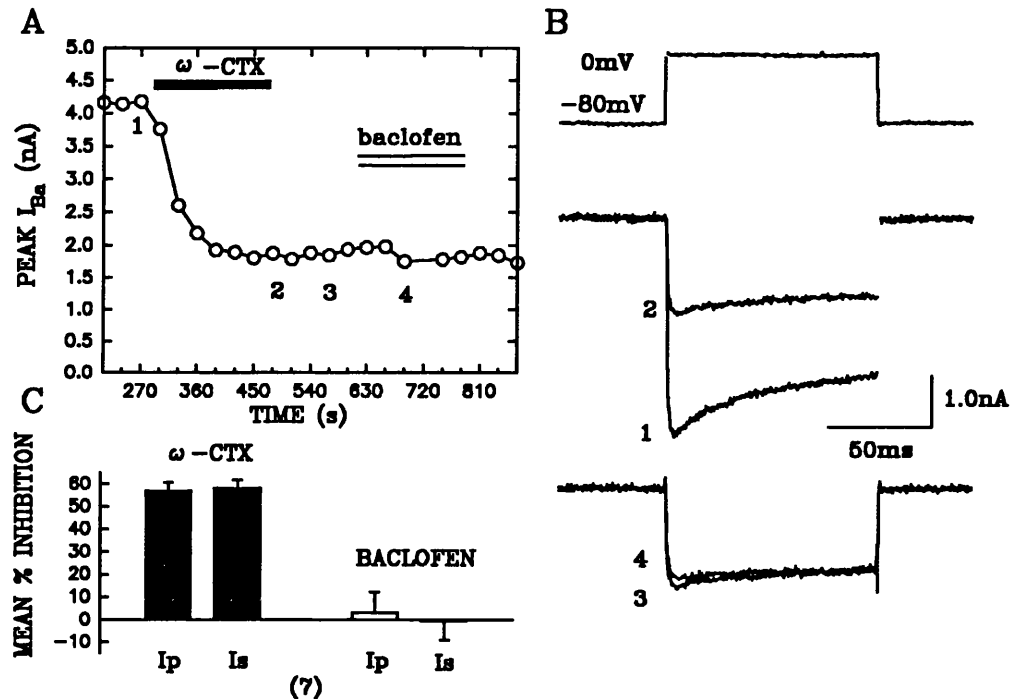 A
5.0
4.5
4.0
3.5
3.0
2.5
2.0
1.5
1.0
0.5
0.0
PEAK I_Ba (nA)
ω-CTX
baclofen
1
2
3
4
270 360 450 540 630 720 810
TIME (s)
B
0mV
-80mV
2
1
1.0nA
50ms
4
3
C
MEAN % INHIBITION
60
50
40
30
20
10
0
-10
ω-CTX
BACLOFEN
Ip Is Ip Is
(7)